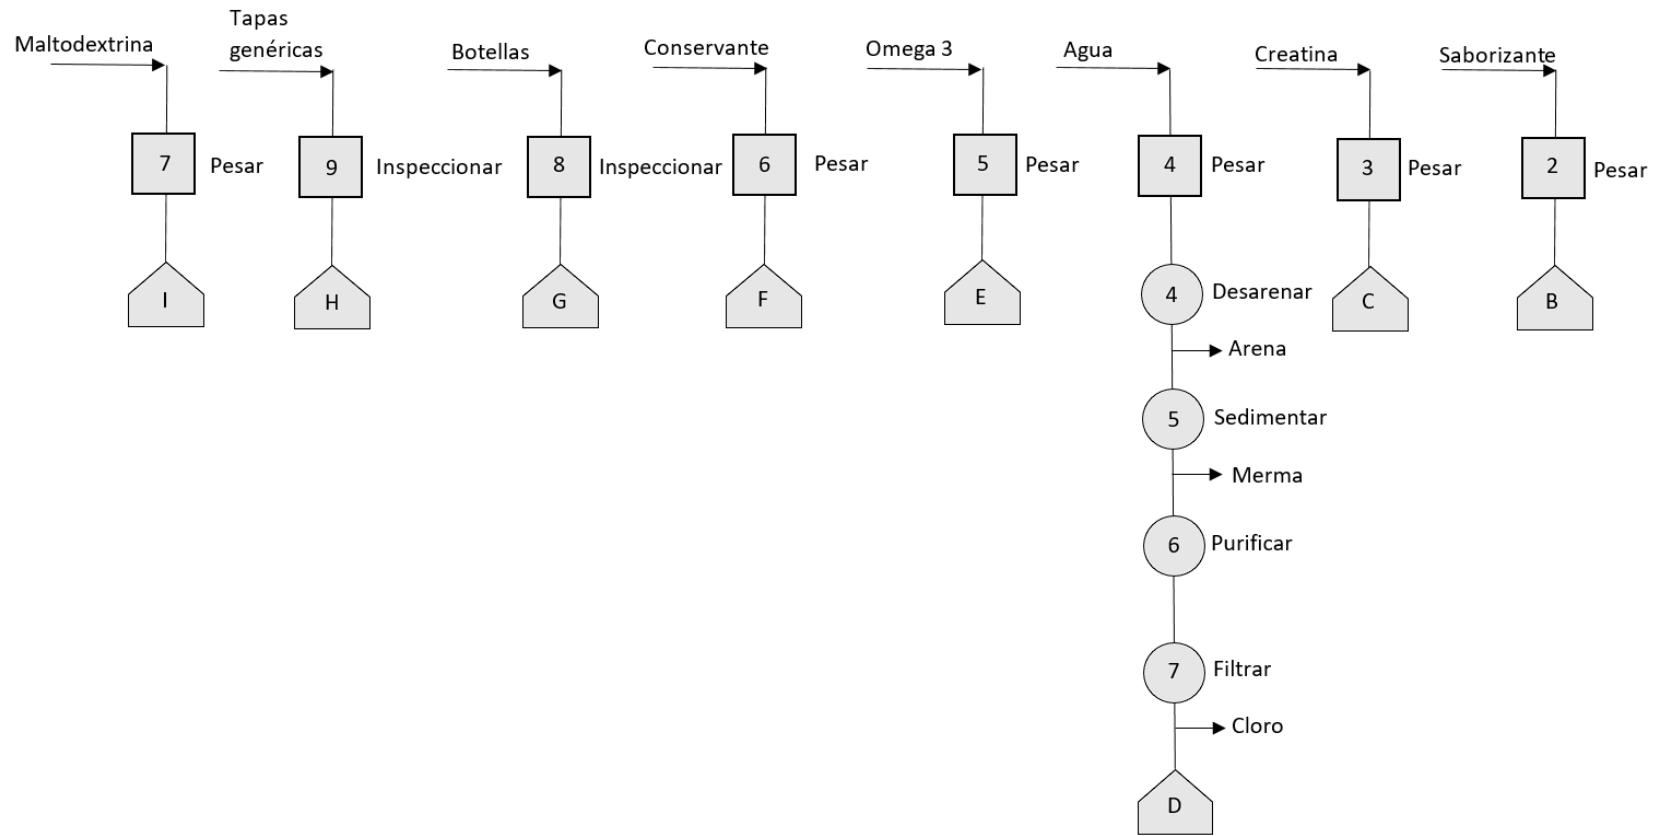 Maltodextrina
Tapas
genéricas
Botellas
Conservante
Omega 3
Agua
Creatina
Saborizante
7 Pesar
9 Inspeccionar
8 Inspeccionar
6 Pesar
5 Pesar
4 Pesar
3 Pesar
2 Pesar
I
H
G
F
E
4 Desarenar
C
B
Arena
5 Sedimentar
Merma
6 Purificar
7 Filtrar
Cloro
D